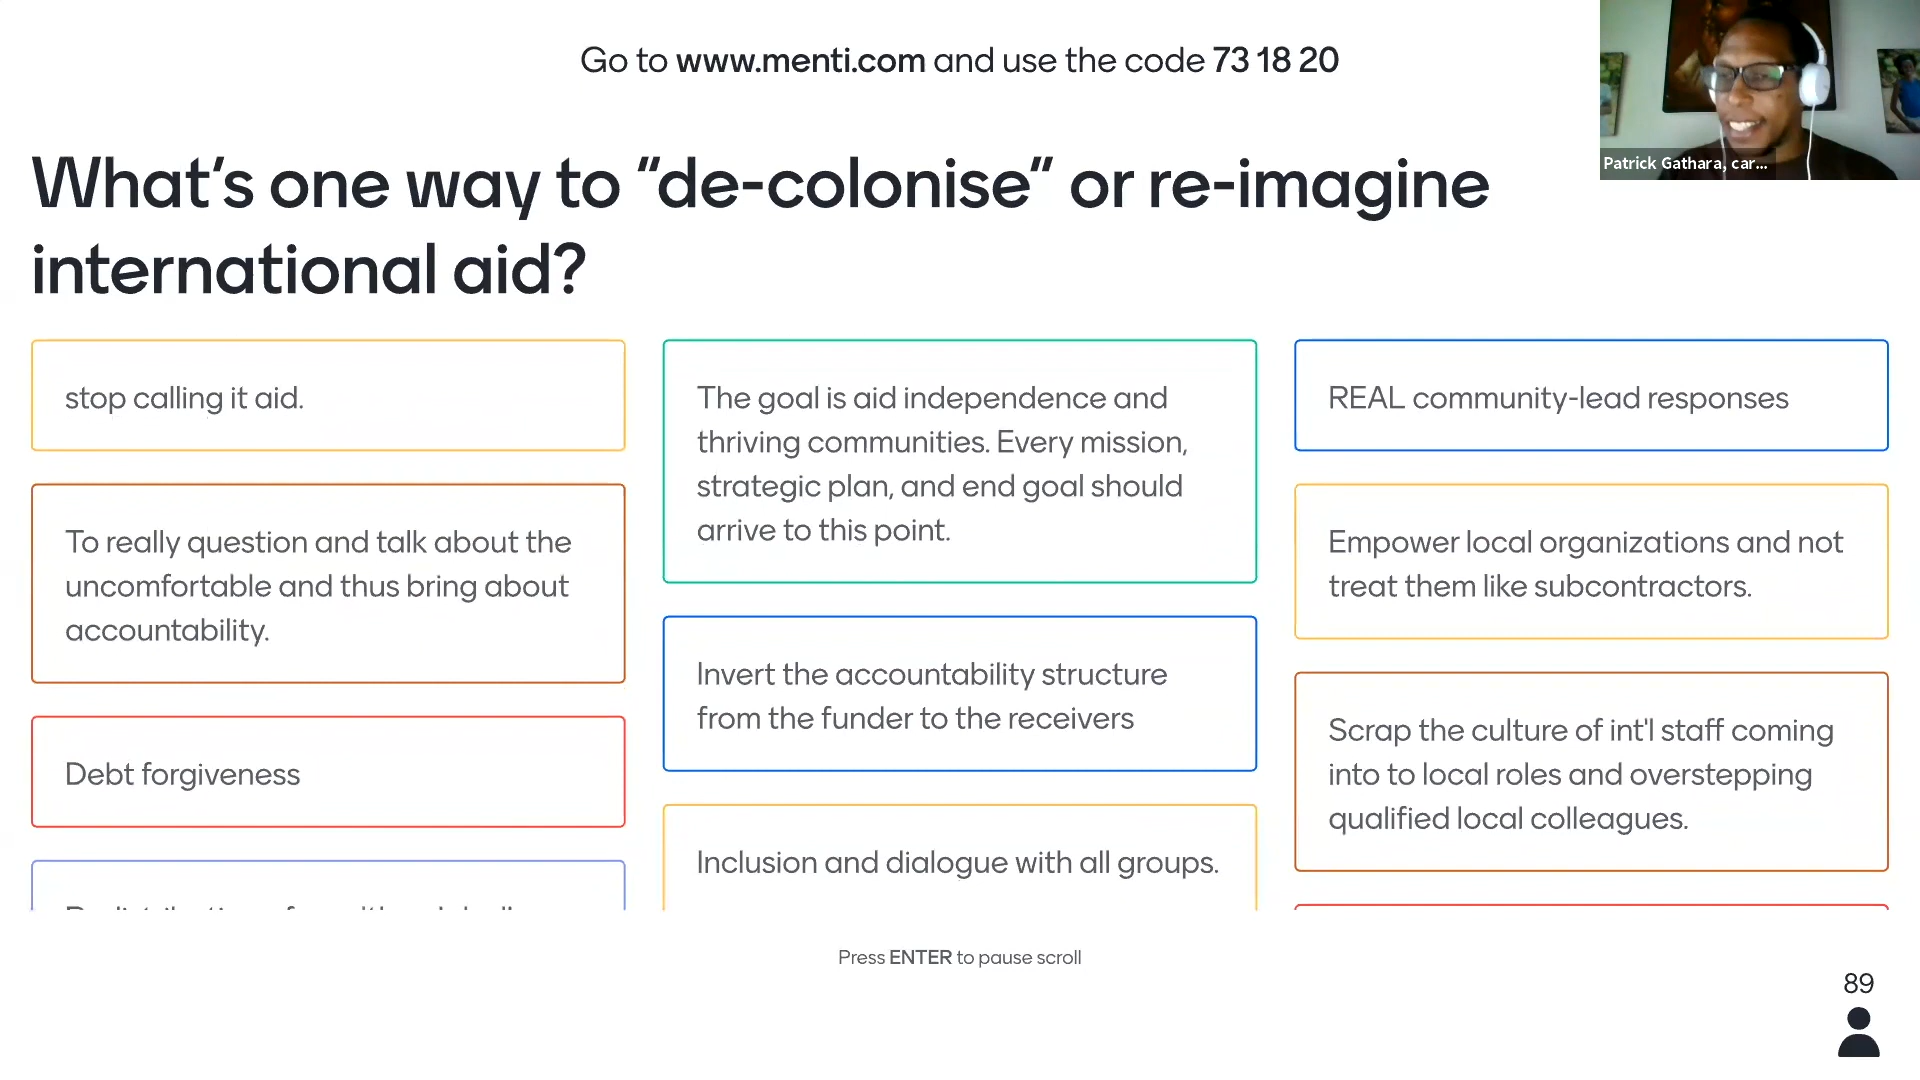 Go to www.menti.com and use the code 73 18 20
Patrick Gathara, car...
What's one way to “de-colonise” or re-imagine
international aid?
stop calling it aid.
To really question and talk about the
uncomfortable and thus bring about
accountability.
Debt forgiveness
The goal is aid independence and
thriving communities. Every mission,
strategic plan, and end goal should
arrive to this point.
Invert the accountability structure
from the funder to the receivers
Inclusion and dialogue with all groups.
REAL community-lead responses
Empower local organizations and not
treat them like subcontractors.
Scrap the culture of int'l staff coming
into to local roles and overstepping
qualified local colleagues.
Press ENTER to pause scroll
89